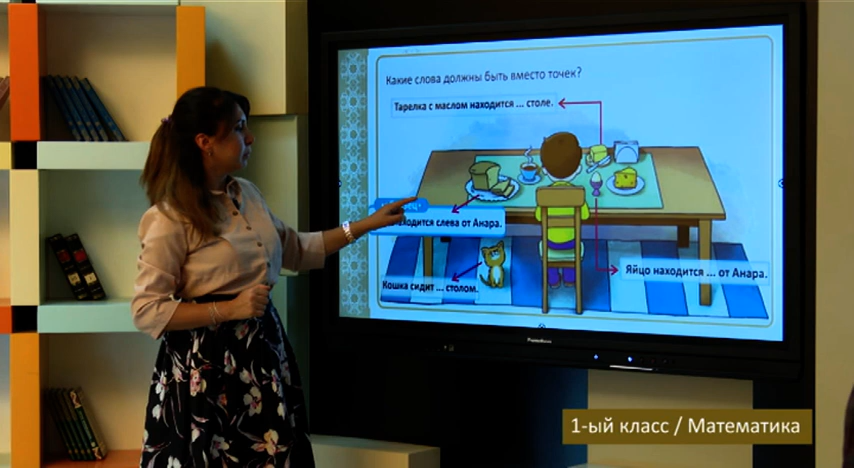 Какие слова должны быть вместо точек?
Тарелка с маслом находится ... столе.
находится слева от Анара.
Яйцо находится ... от Анара.
Кошка сидит ... столом.
1-ый класс / Математика